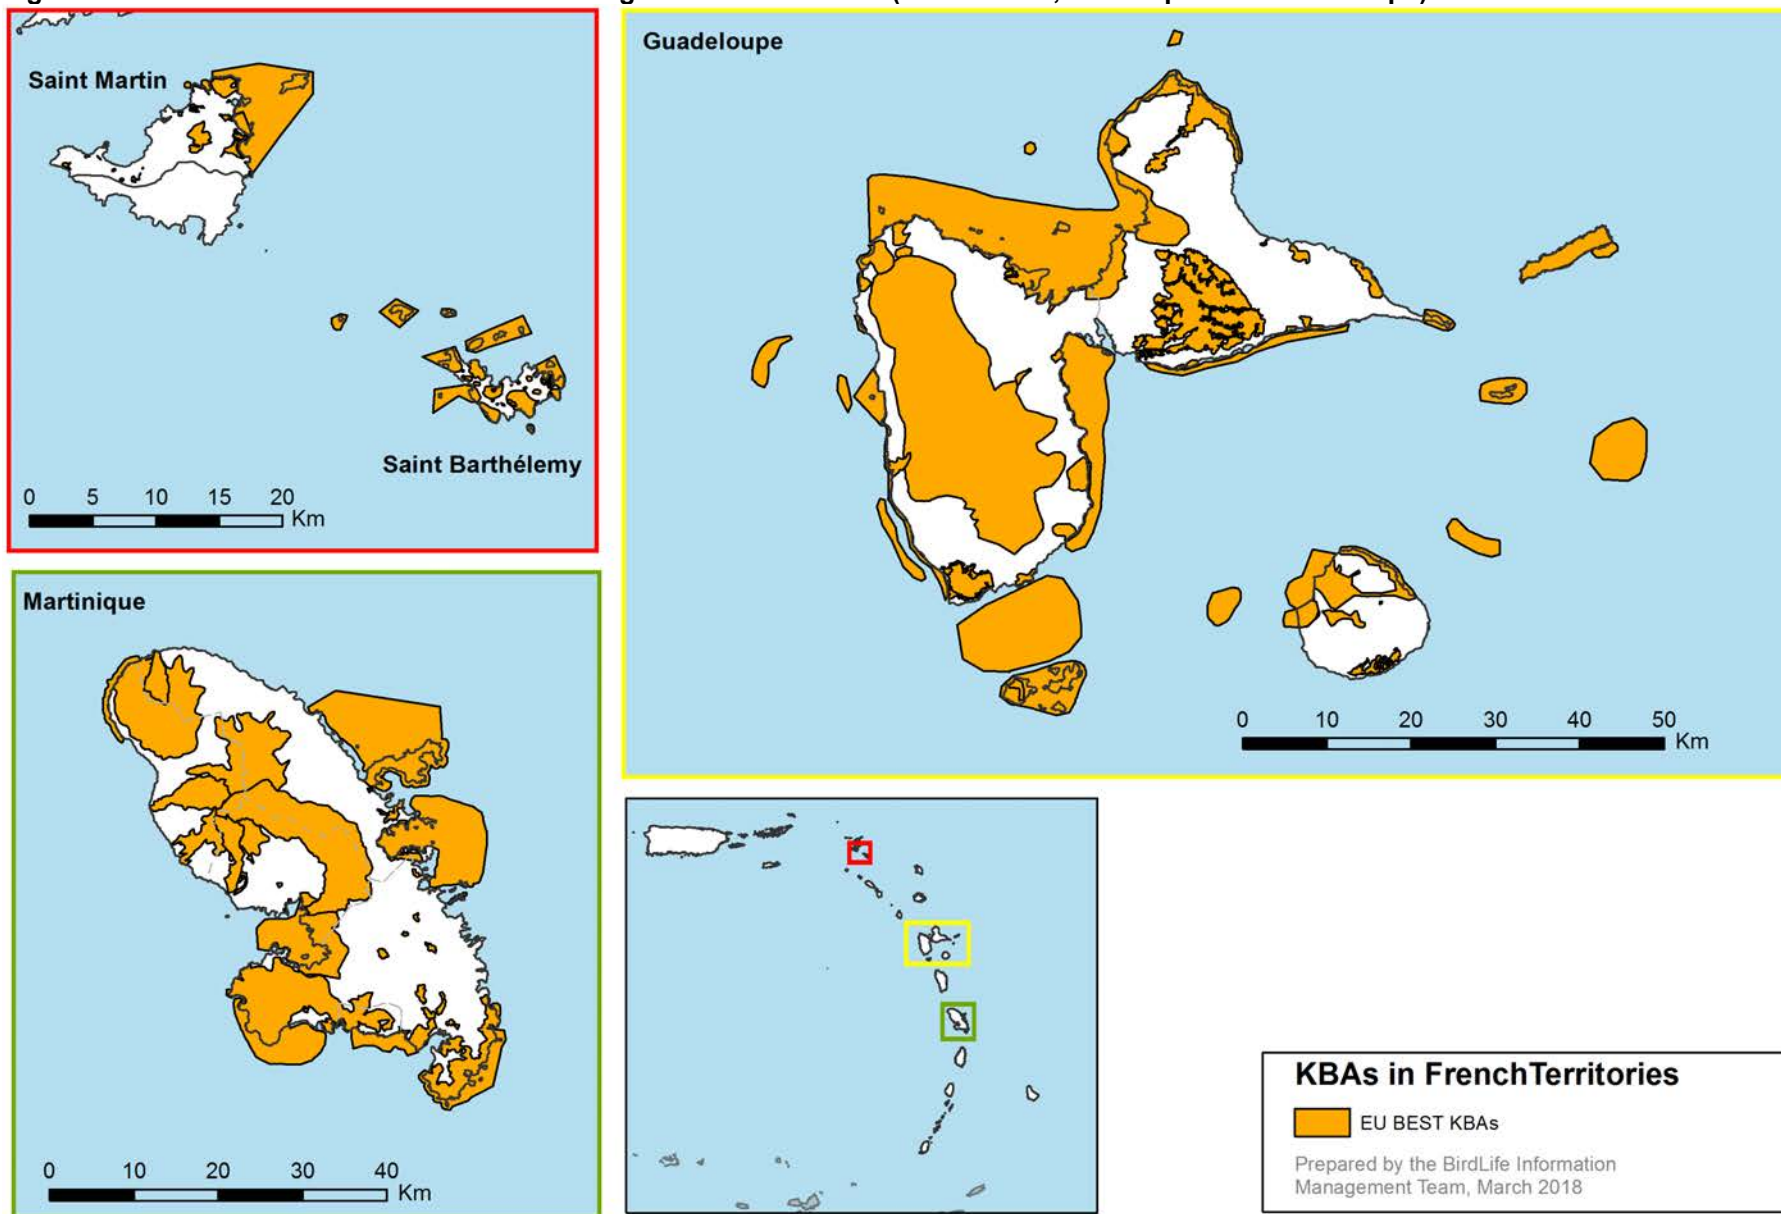 Saint Martin
Saint Barthélemy
0 5 10 15 20
Km
Guadeloupe
0 10 20 30 40 50
Km
Martinique
0 10 20 30 40
Km
KBAs in FrenchTerritories
EU BEST KBAs
Prepared by the BirdLife Information
Management Team, March 2018